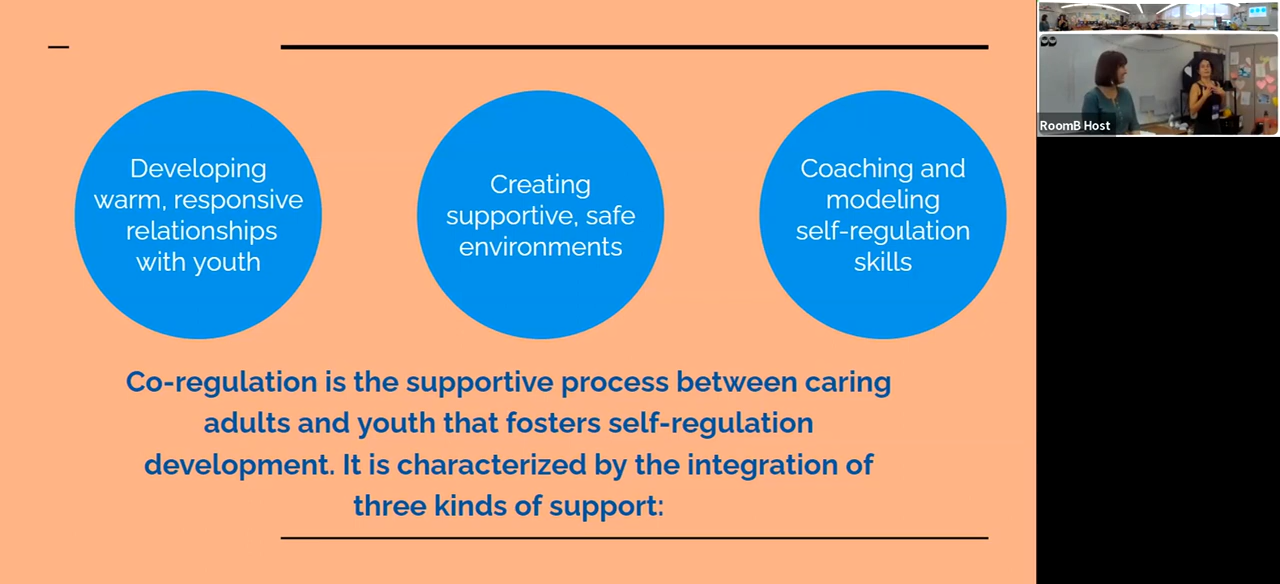 Developing
warm, responsive
relationships
with youth
Creating
supportive, safe
environments
Coaching and
modeling
self-regulation
skills
Co-regulation is the supportive process between caring
adults and youth that fosters self-regulation
development. It is characterized by the integration of
three kinds of support:
RoomB Host